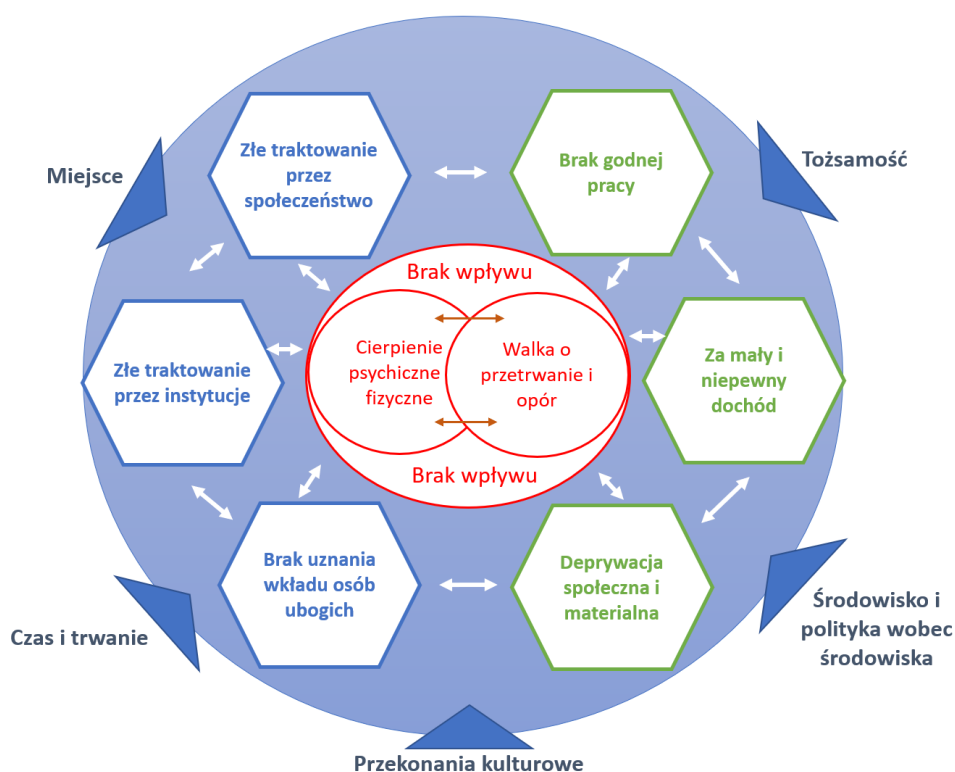 Miejsce
Złe traktowanie
przez
społeczeństwo
Brak godnej
pracy
Tożsamość
Brak wpływu
Cierpienie
psychiczne
fizyczne
Walka o
przetrwanie i
opór
Brak wpływu
Złe traktowanie
przez instytucje
Za mały i
niepewny
dochód
Brak uznania
wkładu osób
ubogich
Deprywacja
społeczna i
materialna
Czas i trwanie
Środowisko i
polityka wobec
środowiska
Przekonania kulturowe